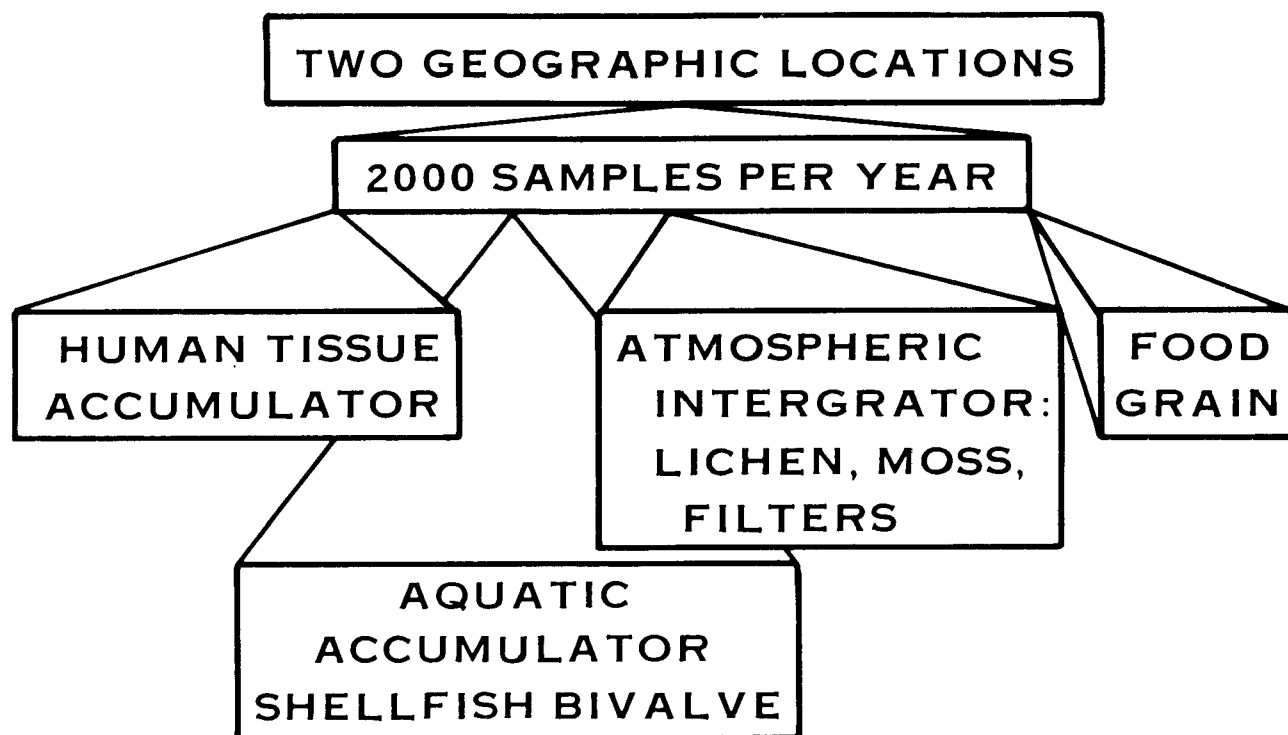 TWO GEOGRAPHIC LOCATIONS
2000 SAMPLES PER YEAR
HUMAN TISSUE
ACCUMULATOR
ATMOSPHERIC
INTERGRATOR:
LICHEN, MOSS,
FILTERS
FOOD
GRAIN
AQUATIC
ACCUMULATOR
SHELLFISH BIVALVE